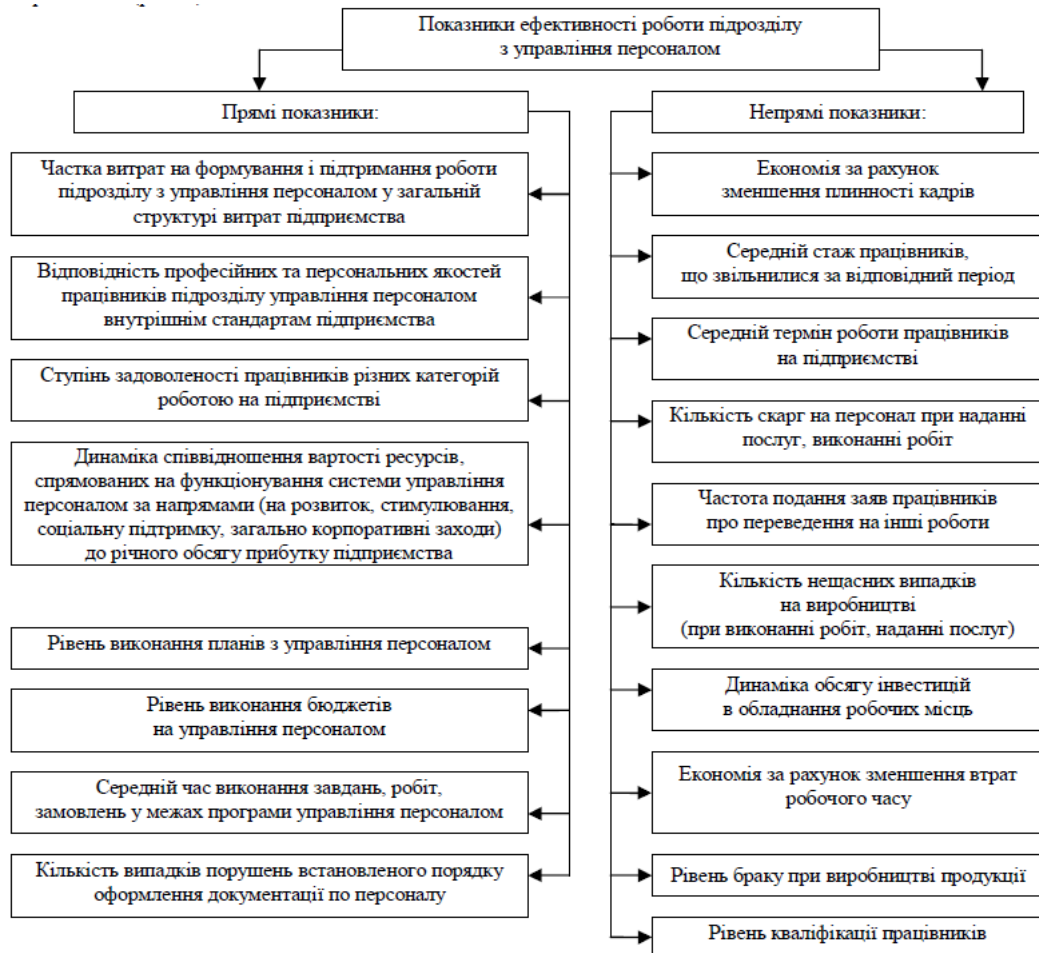 Показники ефективності роботи підрозділу
з управління персоналом
Прямі показники:
Частка витрат на формування і підтримання роботи
підрозділу з управління персоналом у загальній
структурі витрат підприємства
Відповідність професійних та персональних якостей
працівників підрозділу управління персоналом
внутрішнім стандартам підприємства
Ступінь задоволеності працівників різних категорій
роботою на підприємстві
Динаміка співвідношення вартості ресурсів,
спрямованих на функціонування системи управління
персоналом за напрямами (на розвиток, стимулювання,
соціальну підтримку, загально корпоративні заходи)
до річного обсягу прибутку підприємства
Рівень виконання планів з управління персоналом
Рівень виконання бюджетів
на управління персоналом
Середній час виконання завдань, робіт,
замовлень у межах програми управління персоналом
Кількість випадків порушень встановленого порядку
оформлення документації по персоналу
Непрямі показники:
Економія за рахунок
зменшення плинності кадрів
Середній стаж працівників,
що звільнилися за відповідний період
Середній термін роботи працівників
на підприємстві
Кількість скарг на персонал при наданні
послуг, виконанні робіт
Частота подання заяв працівників
про переведення на інші роботи
Кількість нещасних випадків
на виробництві
(при виконанні робіт, наданні послуг)
Динаміка обсягу інвестицій
в обладнання робочих місць
Економія за рахунок зменшення втрат
робочого часу
Рівень браку при виробництві продукції
Рівень кваліфікації працівників